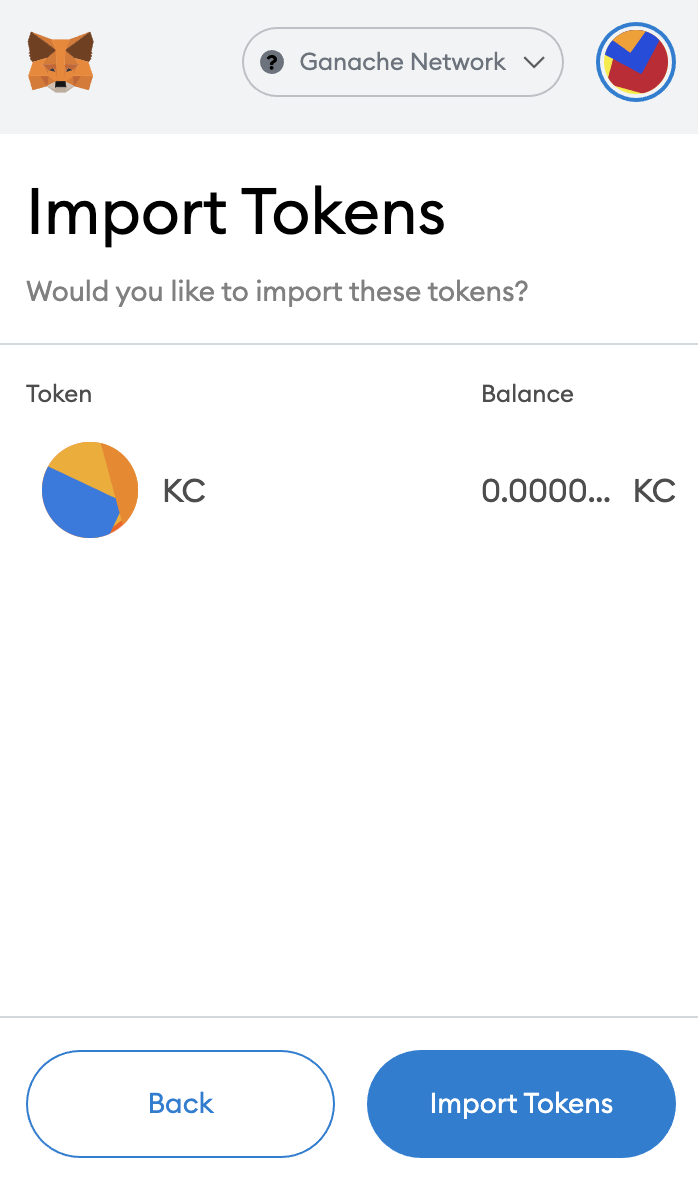 ? Ganache Network
Import Tokens
Would you like to import these tokens?
Token Balance
KC 0.0000... KC
Back Import Tokens